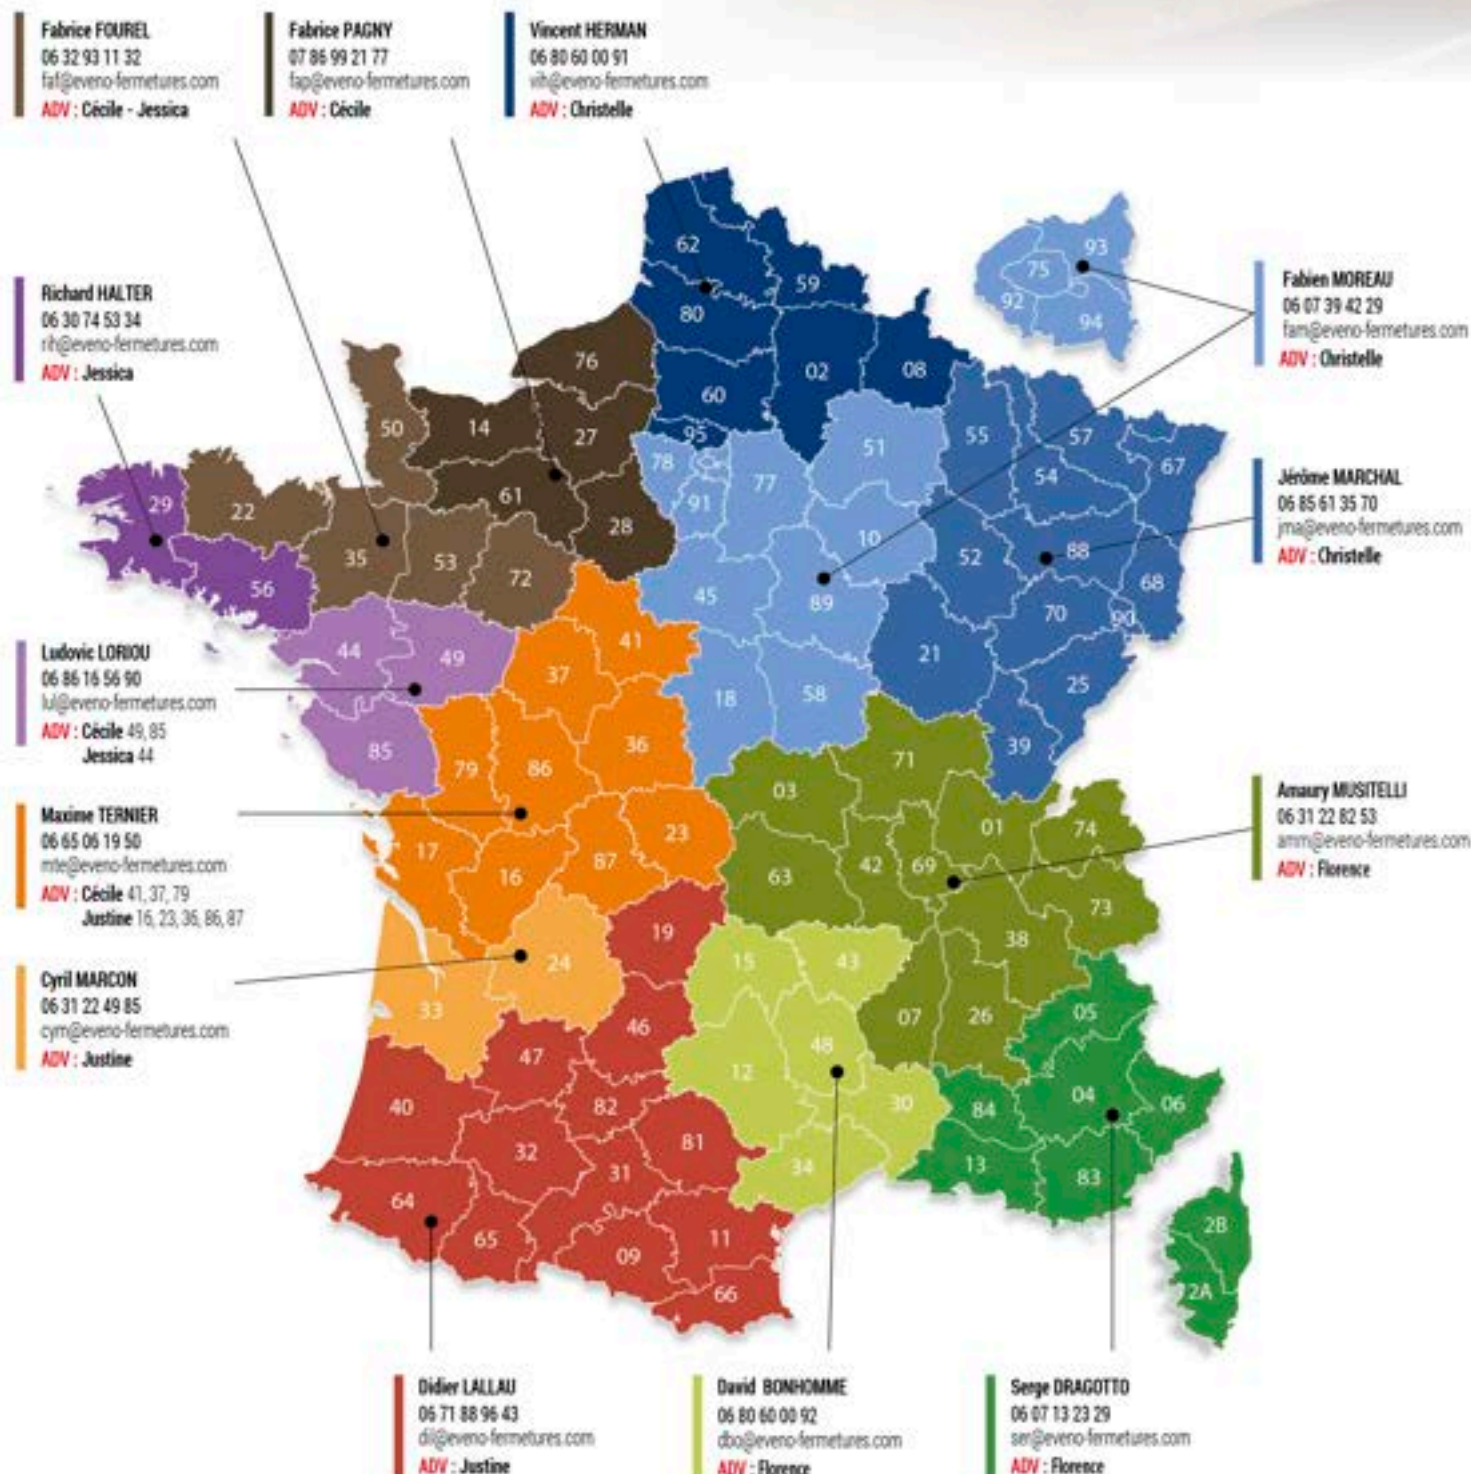 Fabrice FOUREL
06 32 93 11 32
faf@eveno-fermetures.com
ADV : Cécile - Jessica
Fabrice PAGNY
07 86 99 21 77
fap@eveno-fermetures.com
ADV : Cécile
Vincent HERMAN
06 80 60 00 91
vih@eveno-fermetures.com
ADV : Christelle
Richard HALTER
06 30 74 53 34
rih@eveno-fermetures.com
ADV : Jessica
Fabien MOREAU
06 07 39 42 29
fam@eveno-fermetures.com
ADV : Christelle
Jérôme MARCHAL
06 85 61 35 70
jma@eveno-fermetures.com
ADV : Christelle
Ludovic LORIOU
06 86 16 56 90
lul@eveno-fermetures.com
ADV : Cécile 49, 85
Jessica 44
Maxime TERNIER
06 65 06 19 50
mte@eveno-fermetures.com
ADV : Cécile 41, 37, 79
Justine 16, 23, 36, 86, 87
Amaury MUSITELLI
06 31 22 82 53
amm@eveno-fermetures.com
ADV : Florence
Cyril MARCON
06 31 22 49 85
cym@eveno-fermetures.com
ADV : Justine
Didier LALLAU
06 71 88 96 43
dil@eveno-fermetures.com
ADV : Justine
David BONHOMME
06 80 60 00 92
dbo@eveno-fermetures.com
ADV : Florence
Serge DRAGOTTO
06 07 13 23 29
ser@eveno-fermetures.com
ADV : Florence
62
59
80
02
08
60
95
93
75
92
94
76
14
27
61
28
50
22
35
53
72
29
56
78
91
77
51
10
45
89
18
58
55
57
54
67
52
88
68
70
90
21
25
39
44
49
85
41
37
36
79
86
17
16
87
23
24
33
03
71
63
42
69
01
74
73
38
07
26
19
46
47
40
82
32
81
31
64
65
09
11
66
15
43
48
12
30
34
05
04
06
84
13
83
2B
2A